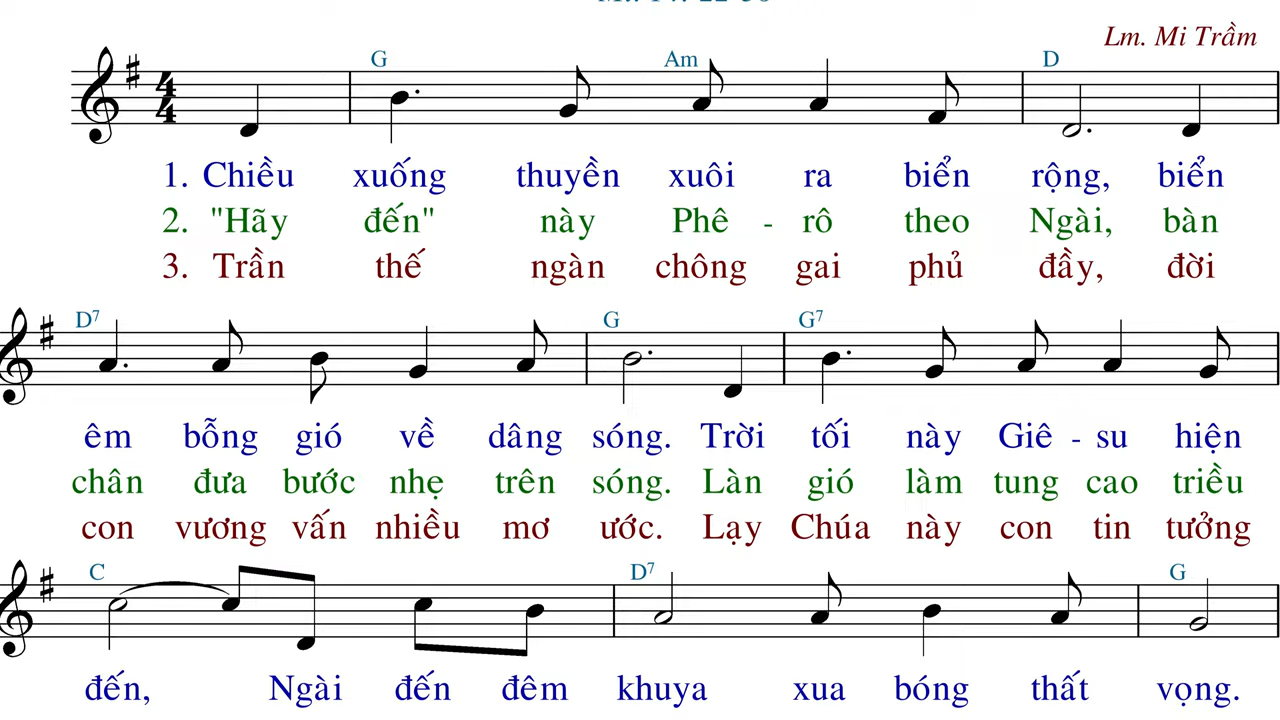 Lm. Mi Trầm
G Am D
1. Chiều xuống thuyền xuôi ra biển rộng, biển
2. "Hãy đến" này Phê - rô theo Ngài, bàn
3. Trần thế ngàn chông gai phủ đầy, đời
D7 G G7
êm bỗng gió về dâng sóng. Trời tối này Giê - su hiện
chân đưa bước nhẹ trên sóng. Làn gió làm tung cao triều
con vương vấn nhiều mơ ước. Lạy Chúa này con tin tưởng
C D7 G
đến, Ngài đến đêm khuya xua bóng thất vọng.